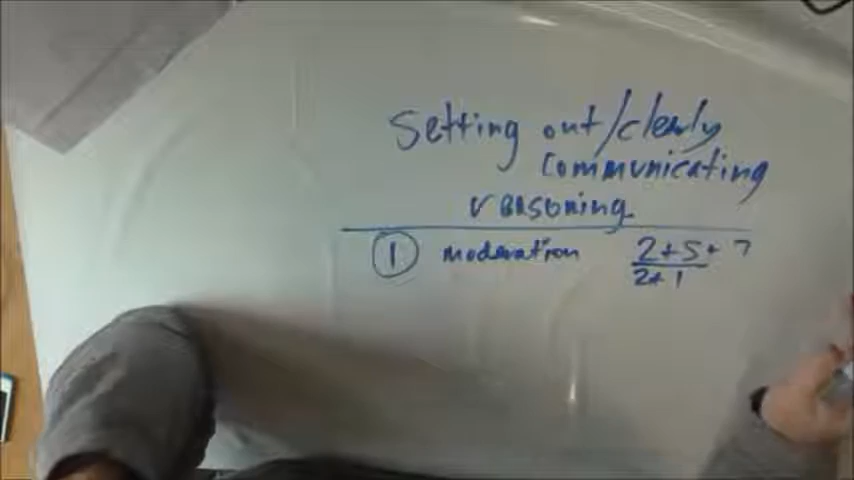 Setting out/clearly
communicating
reasoning
1 moderation 2+5+7
2+1